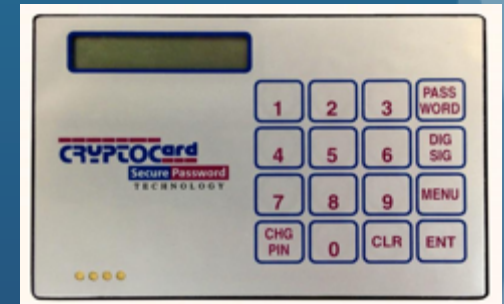 1 2 3 PASS WORD
CRYPTOCard
Secure Password
TECHNOLOGY
4 5 6 DIG SIG
7 8 9 MENU
CHG PIN 0 CLR ENT